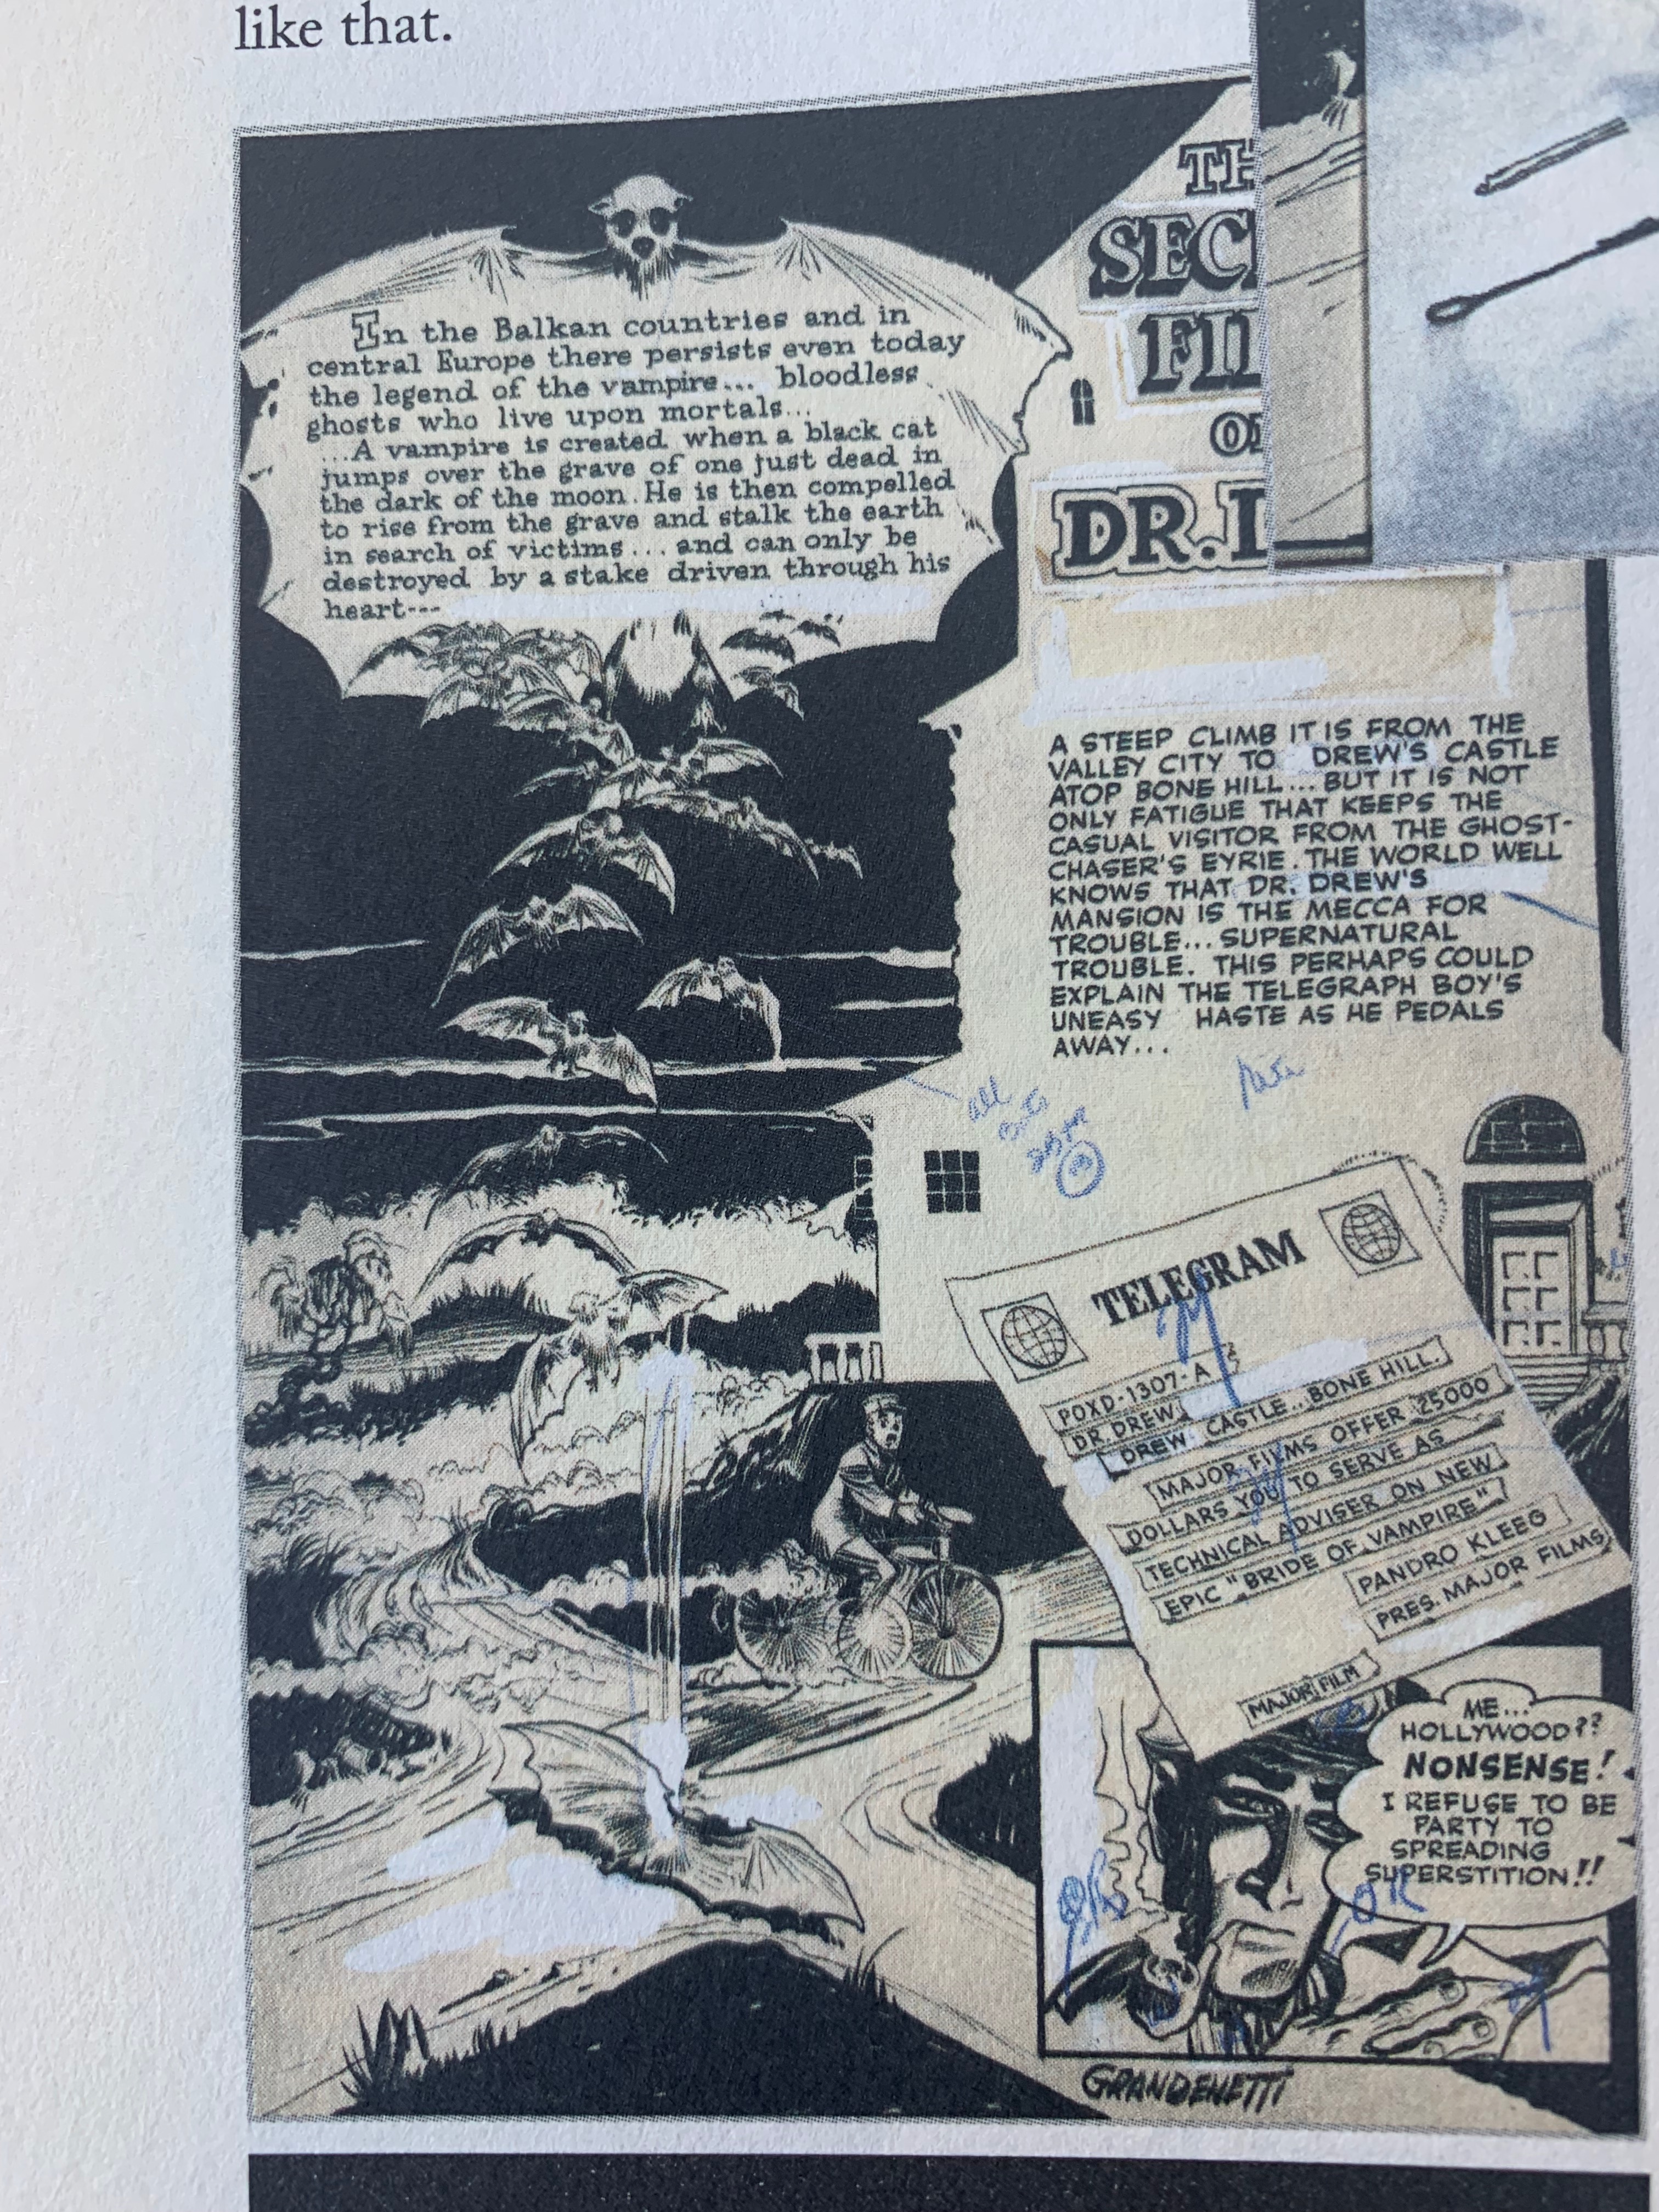 like that.
In the Balkan countries and in
central Europe there persists even today
the legend of the vampire... bloodless
ghosts who live upon mortals...
...A vampire is created when a black cat
jumps over the grave of one just dead in
the dark of the moon. He is then compelled
to rise from the grave and stalk the earth
in search of victims... and can only be
destroyed by a stake driven through his
heart---
TH
SEC
FIL
OF
DR. D
A STEEP CLIMB IT IS FROM THE
VALLEY CITY TO DREW'S CASTLE
ATOP BONE HILL... BUT IT IS NOT
ONLY FATIGUE THAT KEEPS THE
CASUAL VISITOR FROM THE GHOST-
CHASER'S EYRIE. THE WORLD WELL
KNOWS THAT DR. DREW'S
MANSION IS THE MECCA FOR
TROUBLE... SUPERNATURAL
TROUBLE. THIS PERHAPS COULD
EXPLAIN THE TELEGRAPH BOY'S
UNEASY HASTE AS HE PEDALS
AWAY...
all
TELEGRAM
POXD-1307-A
DR. DREW
DREW CASTLE.. BONE HILL.
MAJOR FILMS OFFER 25000
DOLLARS YOU TO SERVE AS
TECHNICAL ADVISER ON NEW
EPIC "BRIDE OF VAMPIRE"
PANDRO KLEEG
PRES. MAJOR FILMS
MAJOR FILM
ME...
HOLLYWOOD??
NONSENSE!
I REFUSE TO BE
PARTY TO
SPREADING
SUPERSTITION!!
GRANDENETTI